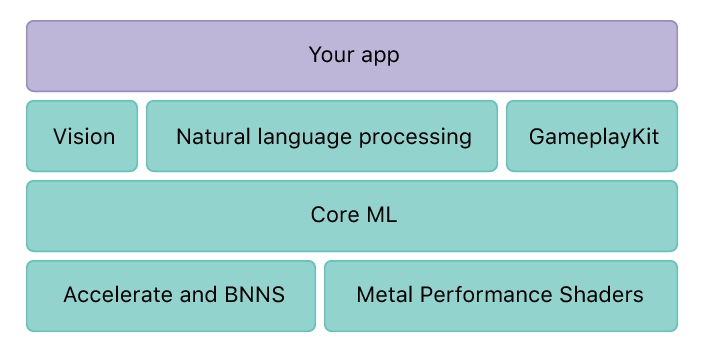 Your app
Vision
Natural language processing
GameplayKit
Core ML
Accelerate and BNNS
Metal Performance Shaders